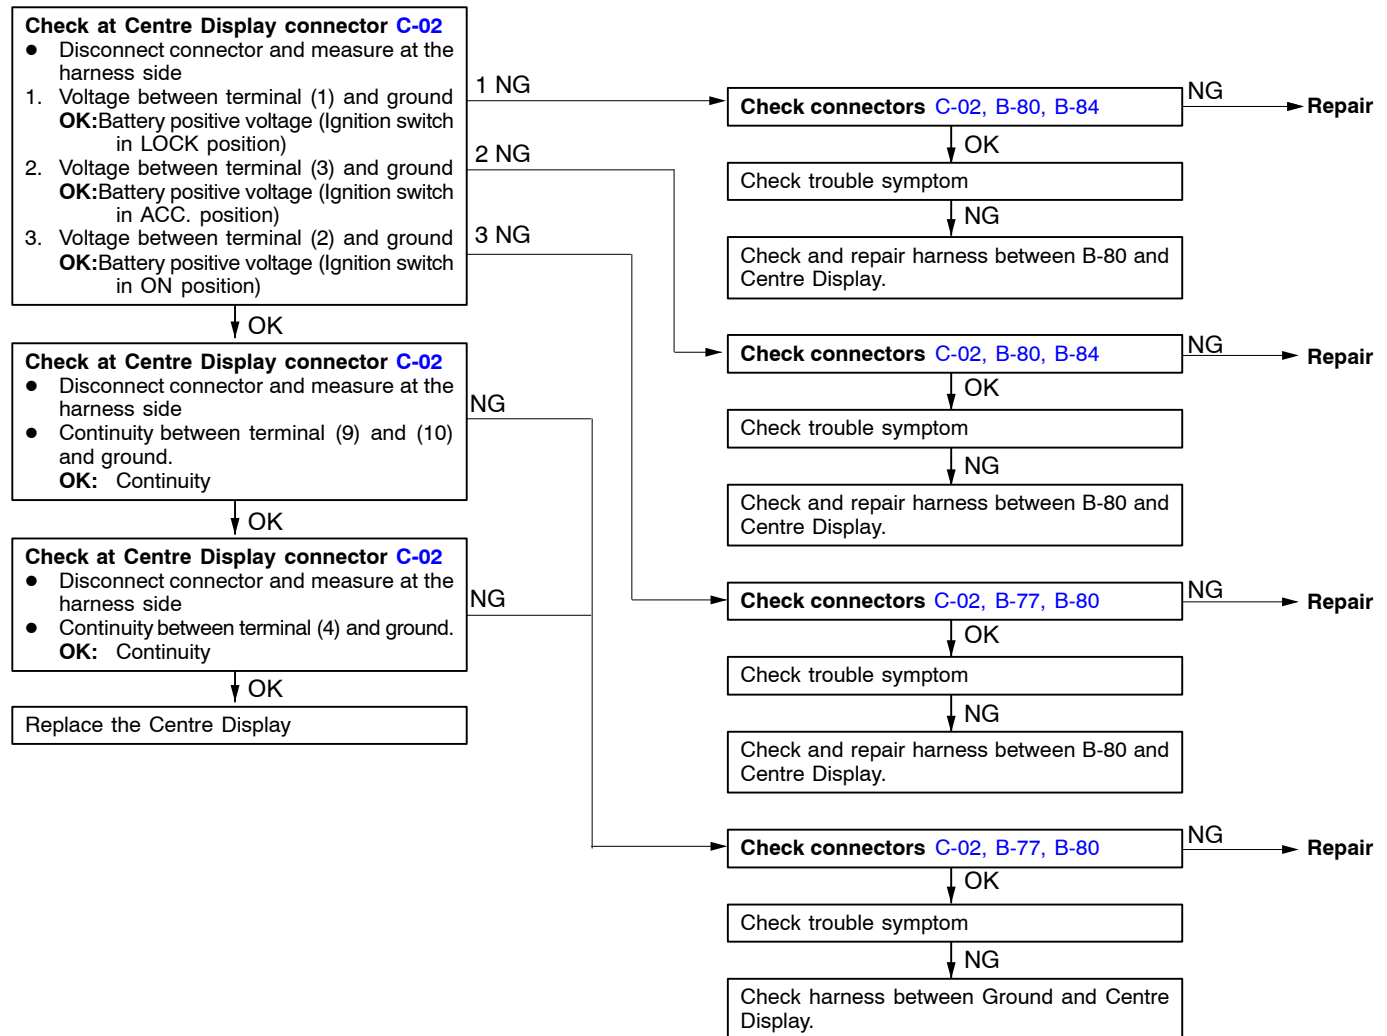 Check at Centre Display connector C-02
● Disconnect connector and measure at the
harness side
1. Voltage between terminal (1) and ground
OK:Battery positive voltage (Ignition switch
in LOCK position)
2. Voltage between terminal (3) and ground
OK:Battery positive voltage (Ignition switch
in ACC. position)
3. Voltage between terminal (2) and ground
OK:Battery positive voltage (Ignition switch
in ON position)
1 NG
2 NG
3 NG
OK
Check at Centre Display connector C-02
● Disconnect connector and measure at the
harness side
● Continuity between terminal (9) and (10)
and ground.
OK: Continuity
NG
OK
Check at Centre Display connector C-02
● Disconnect connector and measure at the
harness side
● Continuity between terminal (4) and ground.
OK: Continuity
NG
OK
Replace the Centre Display
Check connectors C-02, B-80, B-84
NG
Repair
OK
Check trouble symptom
NG
Check and repair harness between B-80 and
Centre Display.
Check connectors C-02, B-80, B-84
NG
Repair
OK
Check trouble symptom
NG
Check and repair harness between B-80 and
Centre Display.
Check connectors C-02, B-77, B-80
NG
Repair
OK
Check trouble symptom
NG
Check and repair harness between B-80 and
Centre Display.
Check connectors C-02, B-77, B-80
NG
Repair
OK
Check trouble symptom
NG
Check harness between Ground and Centre
Display.